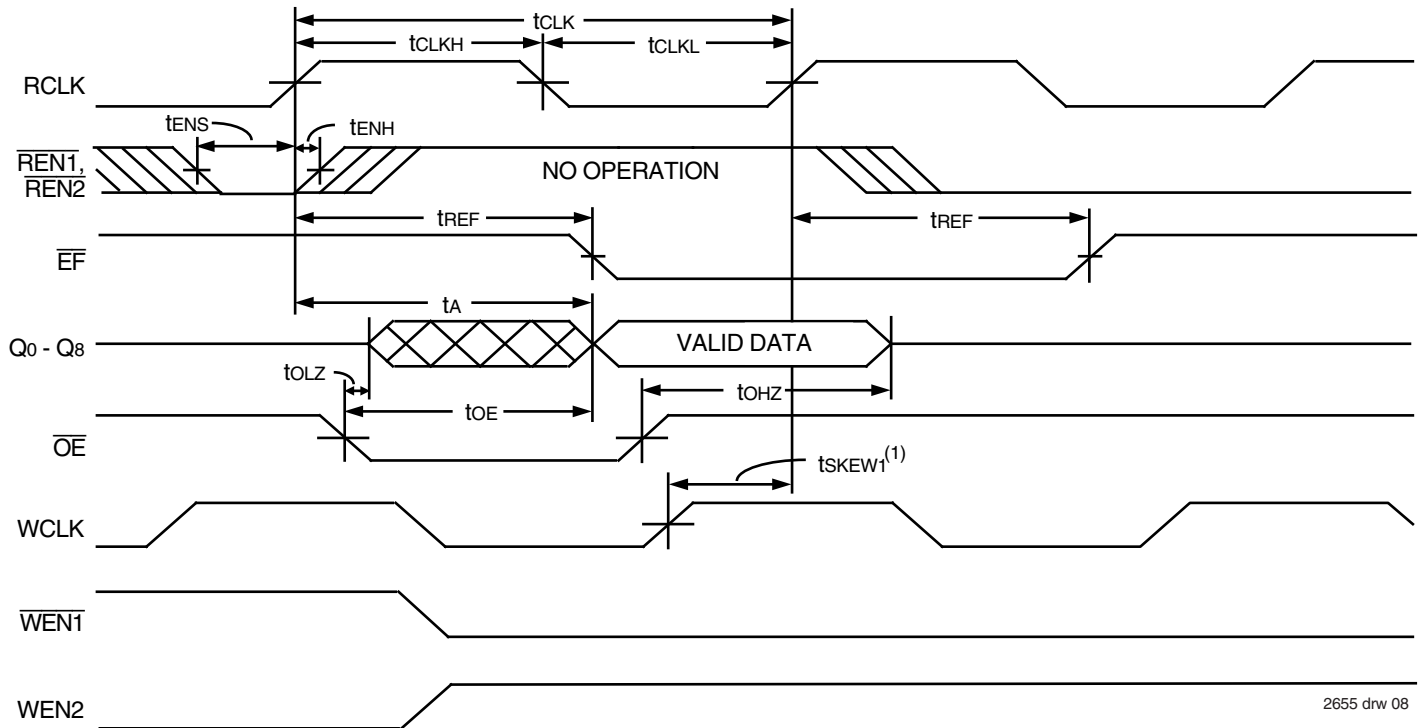 tCLK
tCLKH
tCLKL
RCLK
tENS
tENH
REN1,
REN2
NO OPERATION
tREF
tREF
EF
tA
Q0 - Q8
VALID DATA
tOLZ
tOHZ
tOE
OE
tSKEW1(1)
WCLK
WEN1
WEN2
2655 drw 08